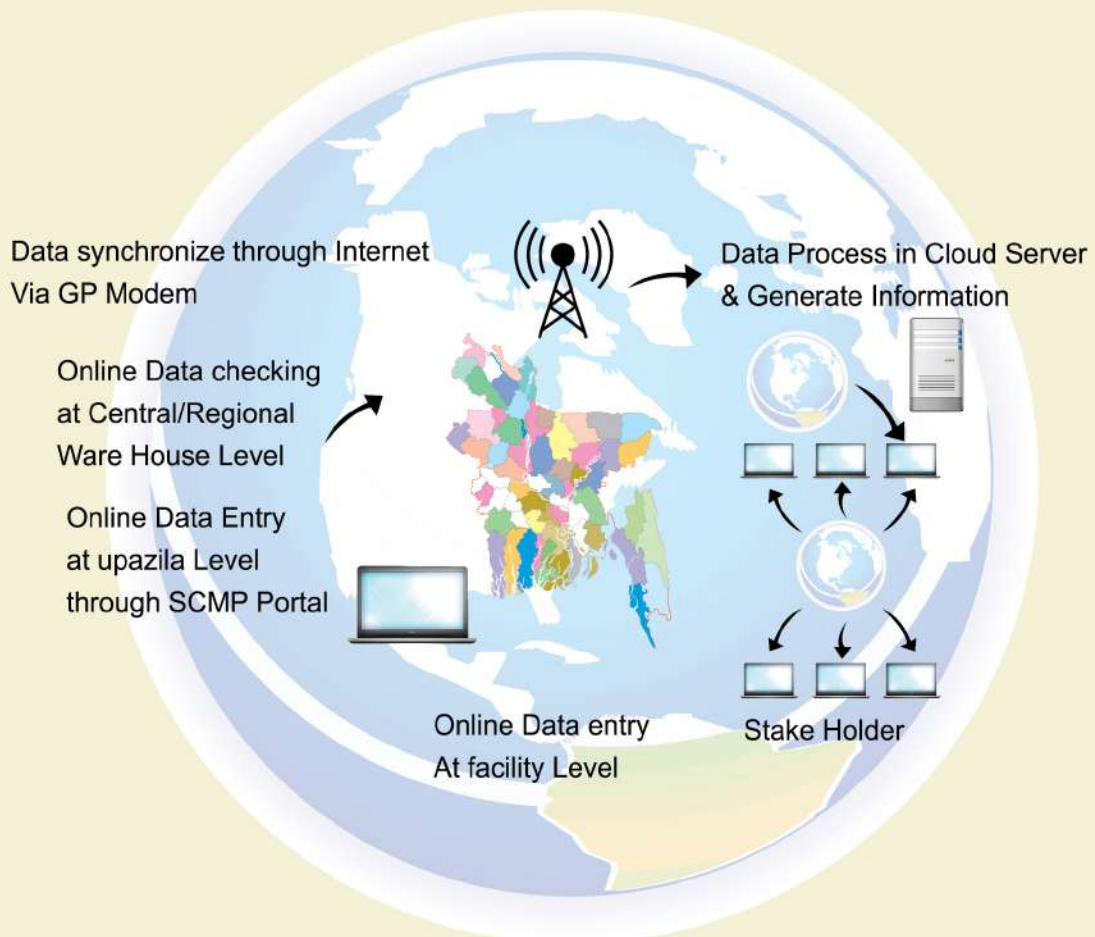 Data synchronize through Internet
Via GP Modem
Data Process in Cloud Server
& Generate Information
Online Data checking
at Central/Regional
Ware House Level
Online Data Entry
at upazila Level
through SCMP Portal
Online Data entry
At facility Level
Stake Holder